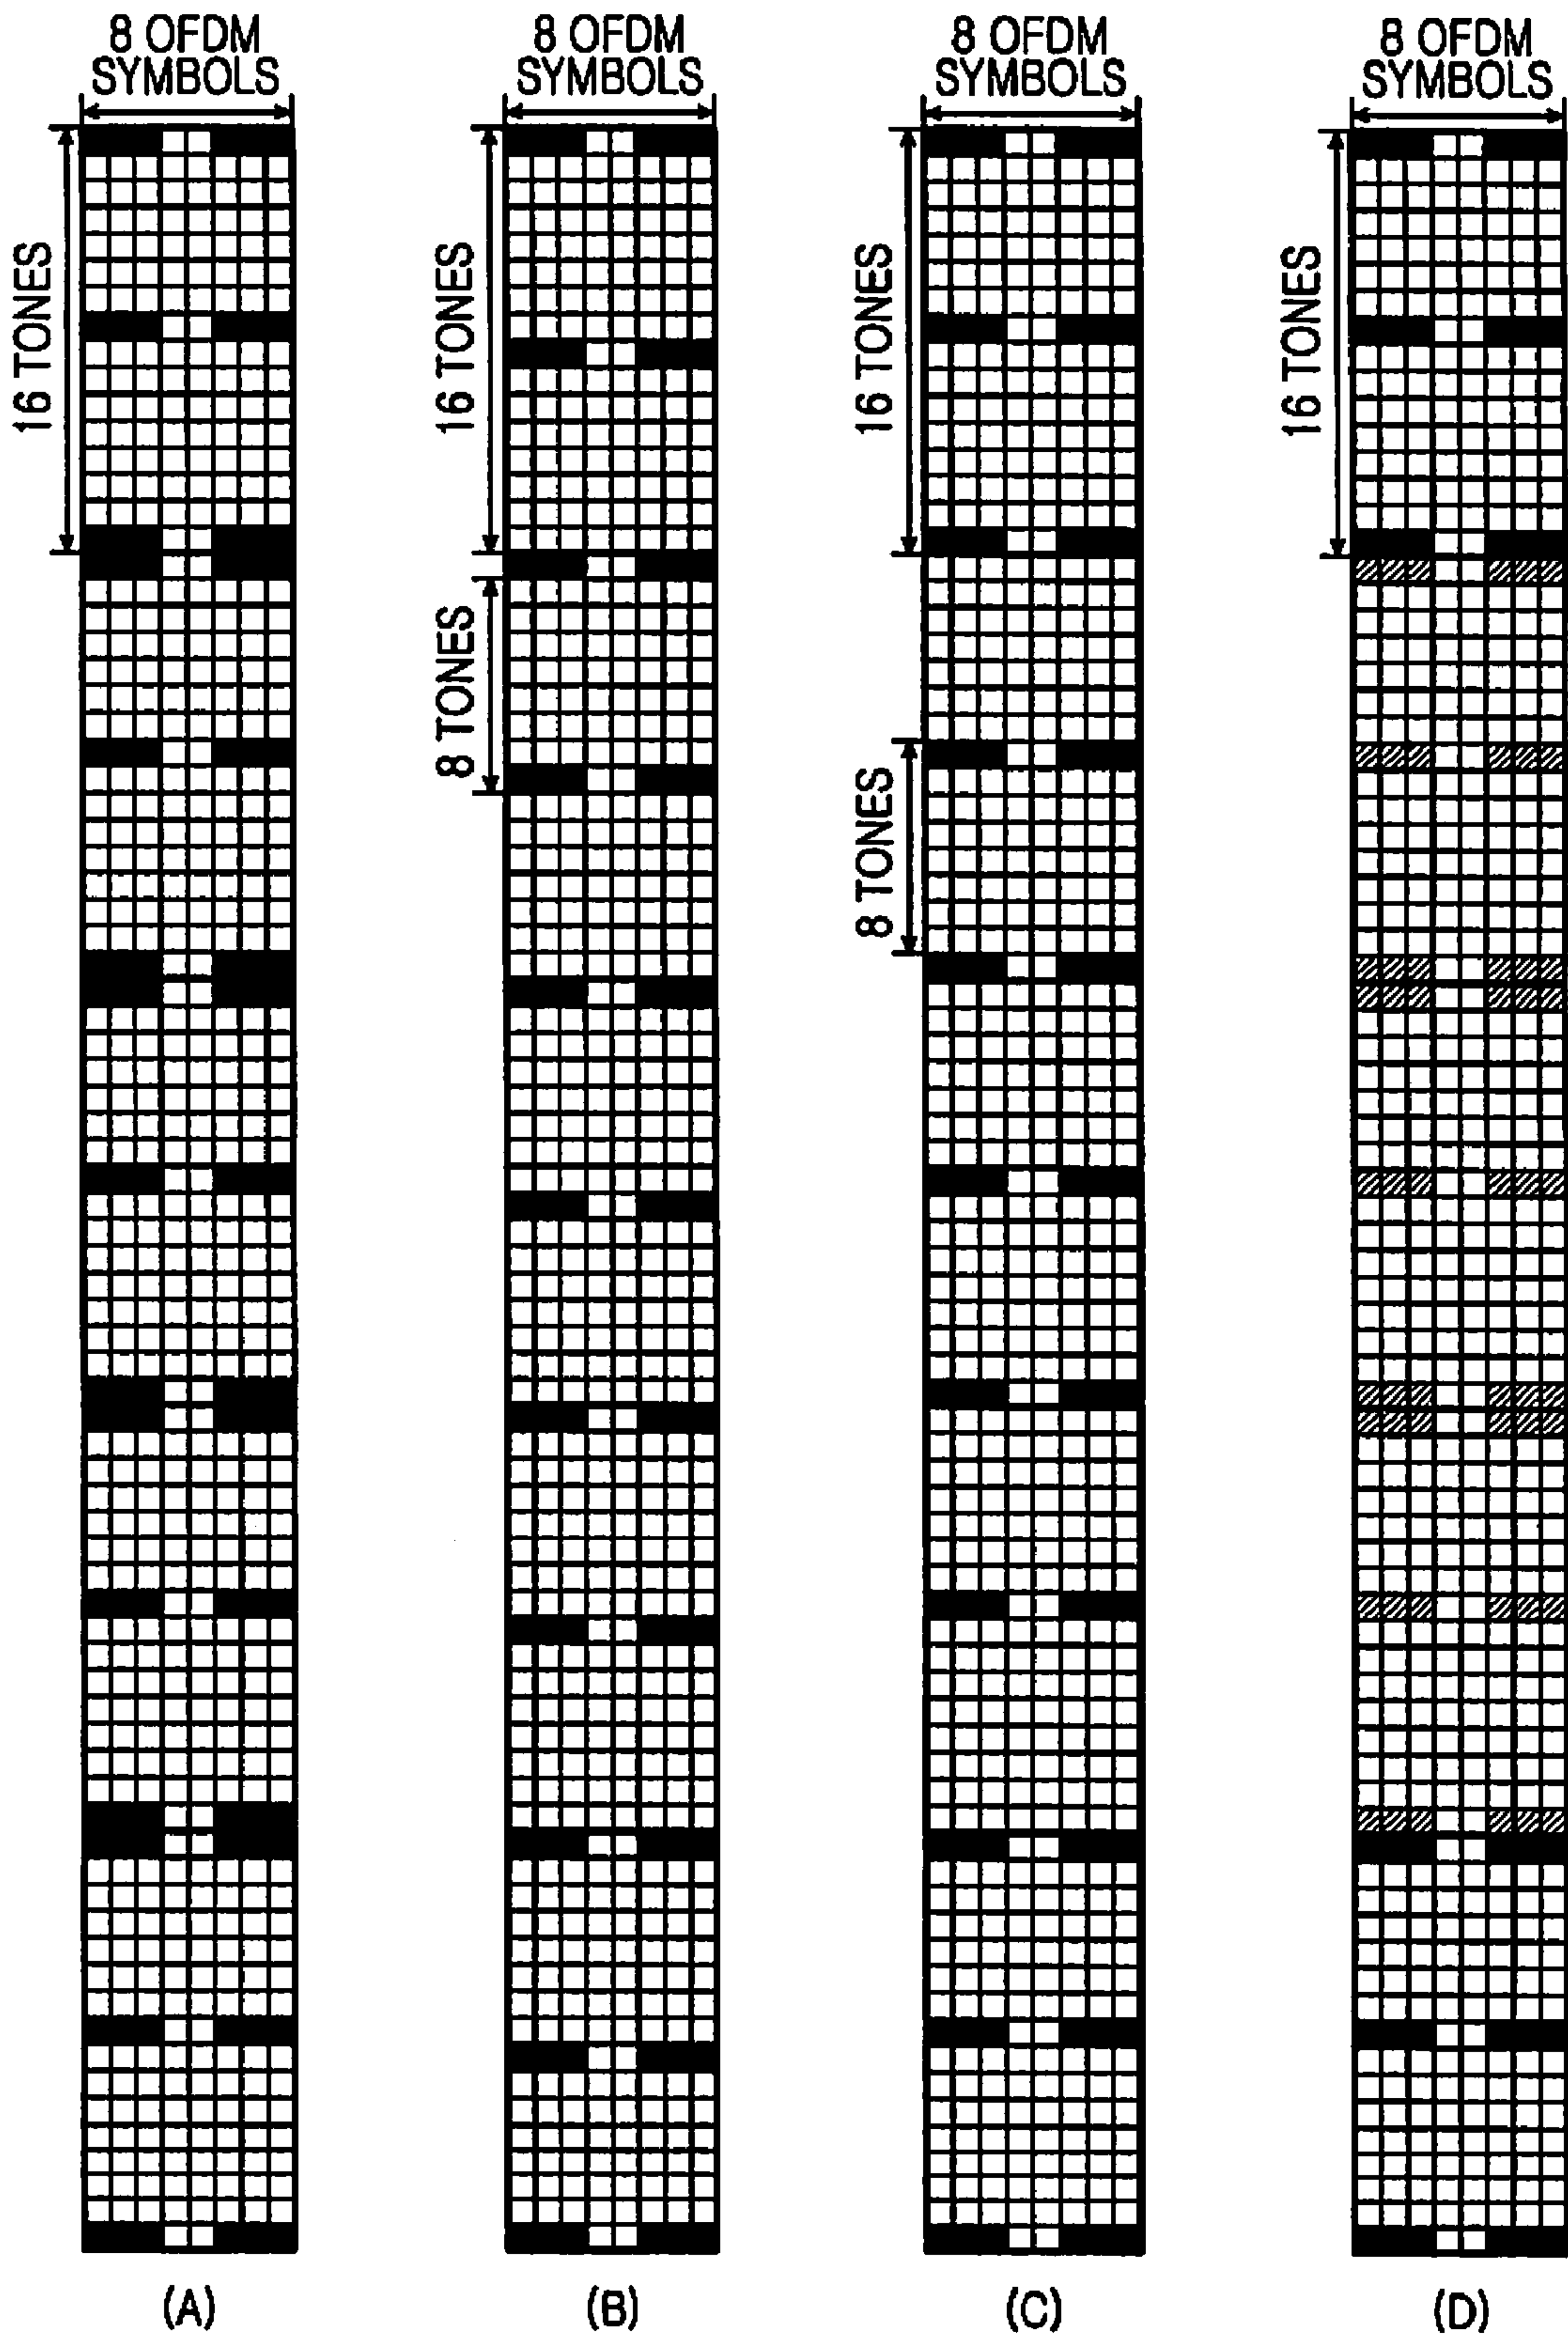 8 OFDM
SYMBOLS
8 OFDM
SYMBOLS
8 OFDM
SYMBOLS
8 OFDM
SYMBOLS
16 TONES
16 TONES
16 TONES
16 TONES
8 TONES
8 TONES
(A)
(B)
(C)
(D)